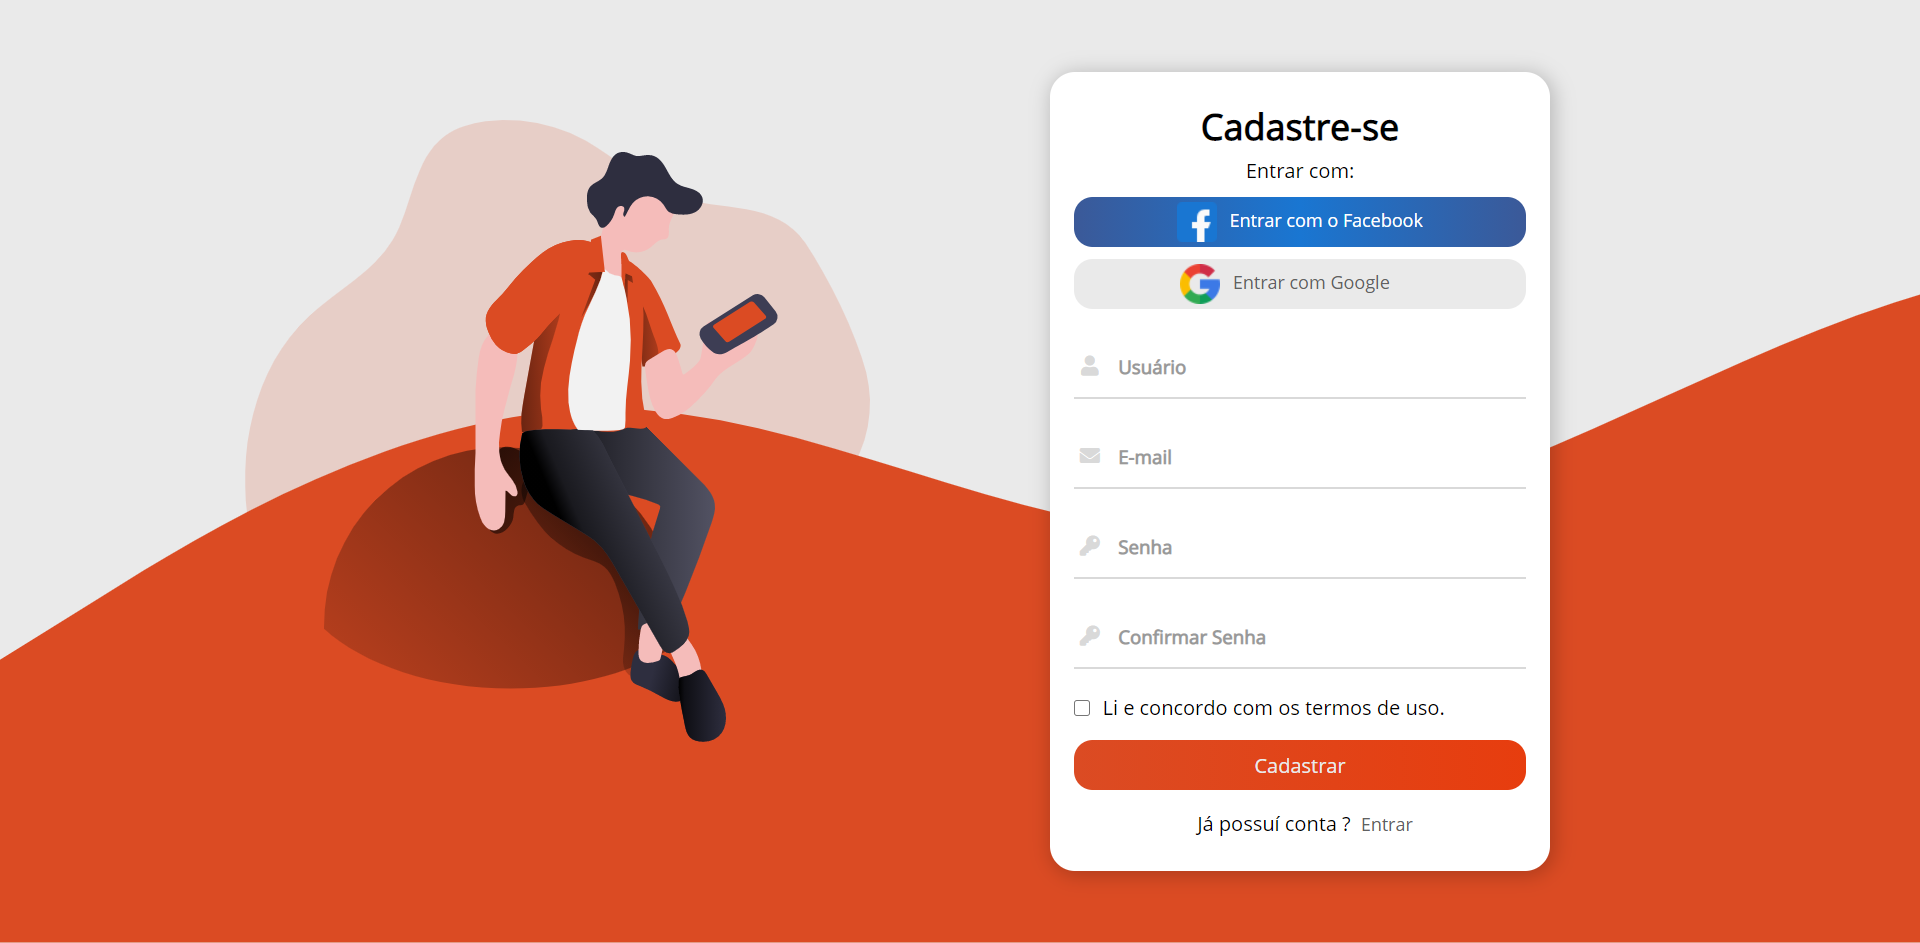 Cadastre-se
Entrar com:
Entrar com o Facebook
Entrar com Google
Usuário
E-mail
Senha
Confirmar Senha
Li e concordo com os termos de uso.
Cadastrar
Já possuí conta ? Entrar